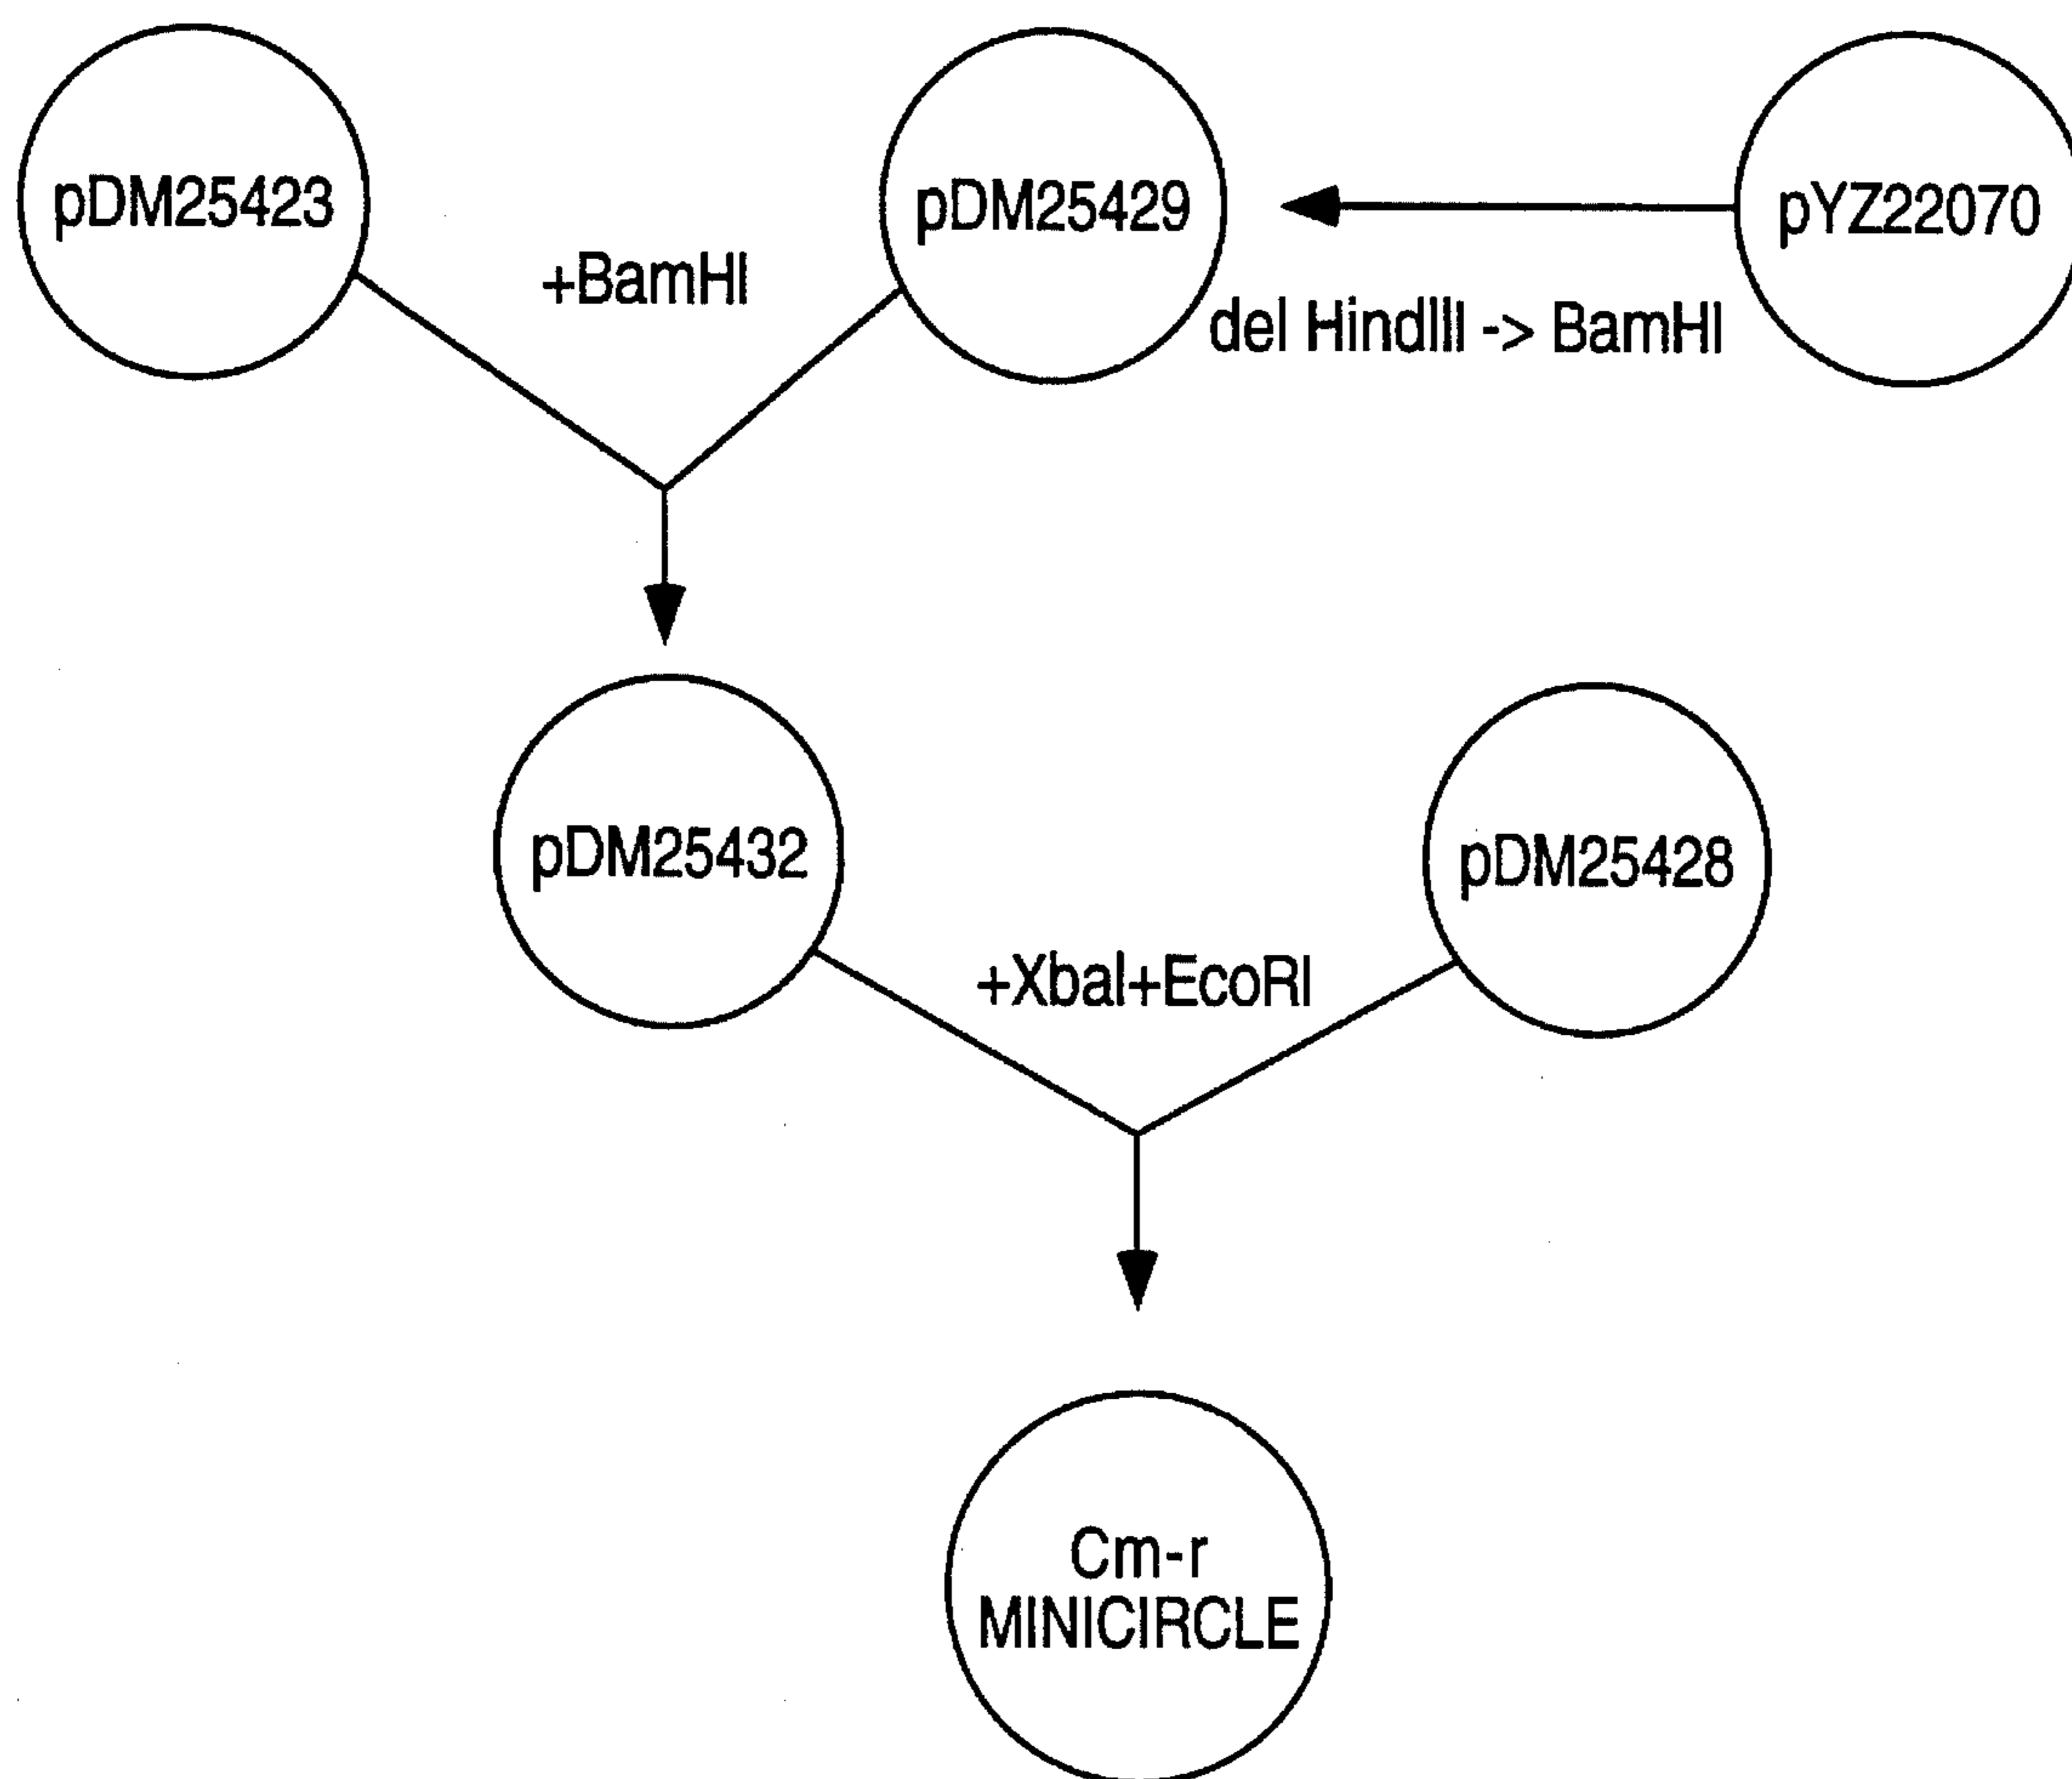 pDM25423
pDM25429
pYZ22070
+BamHI
del HindIII -> BamHI
pDM25432
pDM25428
+XbaI+EcoRI
Cm-r
MINICIRCLE